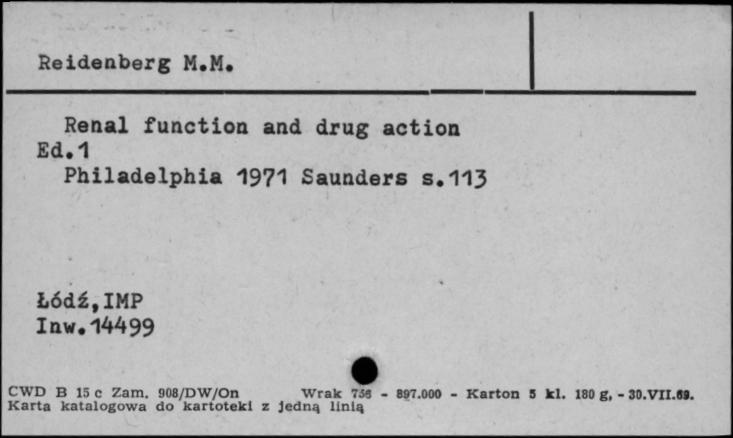 Reidenberg M.M.
Renal function and drug action
Ed.1
Philadelphia 1971 Saunders s.113
Łódź,IMP
Inw.14499
CWD B 15 c Zam. 908/DW/On Wrak 756 - 897.000 - Karton 5 kl. 180 g, - 30.VII.69.
Karta katalogowa do kartoteki z jedną linią